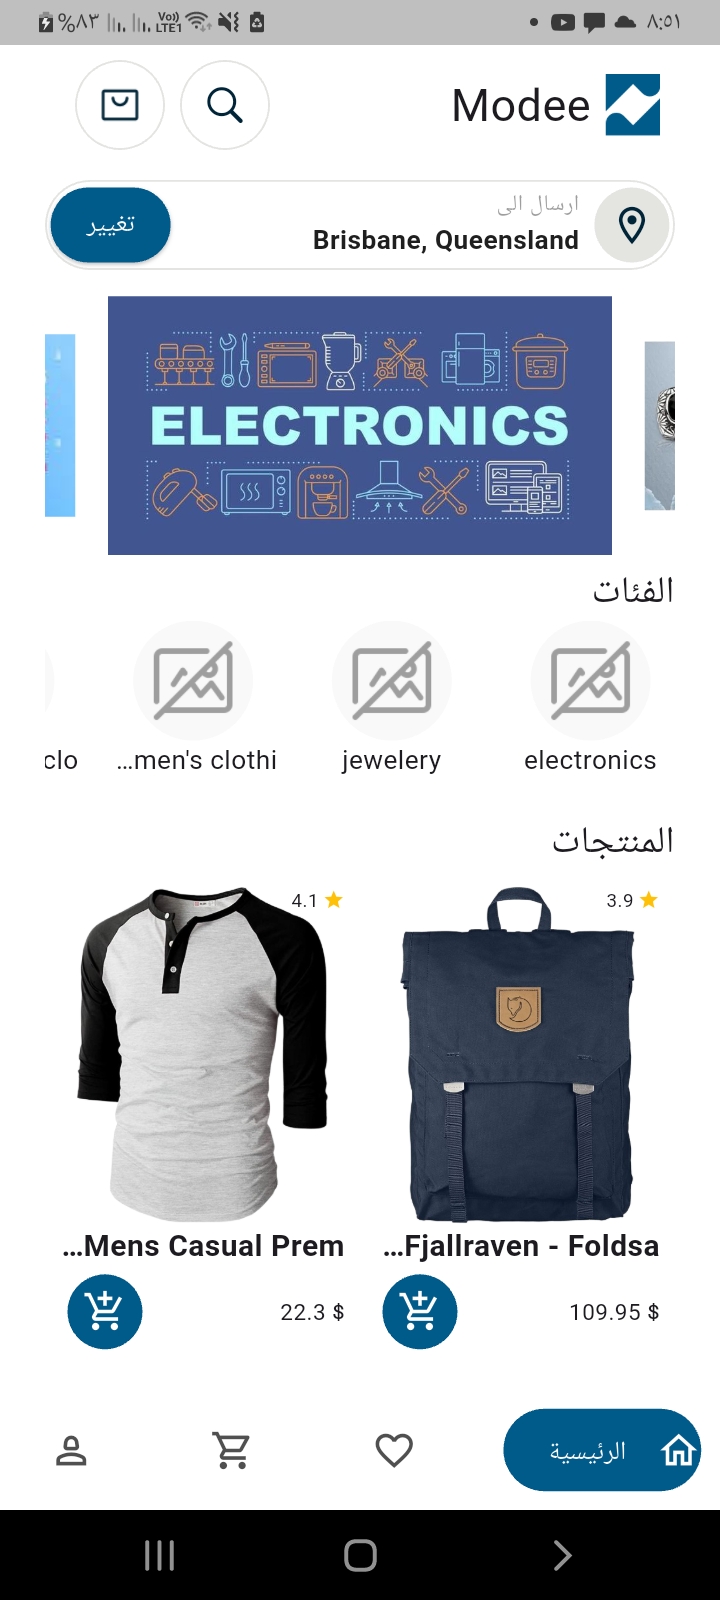 %٨٣ Vo)) LTE1 ٨:٥١
Modee
ارسال الى
Brisbane, Queensland
تغيير
ELECTRONICS
الفئات
electronics
jewelery
men's clothi...
clo
المنتجات
3.9
4.1
Fjallraven - Foldsa...
Mens Casual Prem...
109.95 $
22.3 $
الرئيسية